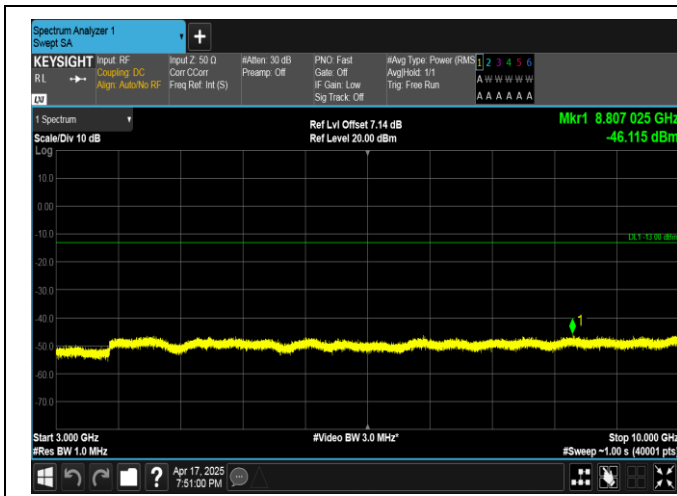 Spectrum Analyzer 1
Swept SA
+
KEYSIGHT
RL
LXI
Input: RF
Coupling: DC
Align: Auto/No RF
Input Z: 50 Ω
Corr CCorr
Freq Ref: Int (S)
#Atten: 30 dB
Preamp: Off
PNO: Fast
Gate: Off
IF Gain: Low
Sig Track: Off
#Avg Type: Power (RMS
Avg|Hold: 1/1
Trig: Free Run
1 2 3 4 5 6
A W W W W W
A A A A A A
1 Spectrum
Scale/Div 10 dB
Log
Ref Lvl Offset 7.14 dB
Ref Level 20.00 dBm
Mkr1 8.807 025 GHz
-46.115 dBm
10.0
0.00
-10.0
DL1 -13.00 dBm
-20.0
-30.0
-40.0
1
-50.0
-60.0
-70.0
Start 3.000 GHz
#Res BW 1.0 MHz
#Video BW 3.0 MHz*
Stop 10.000 GHz
#Sweep ~1.00 s (40001 pts)
?
Apr 17, 2025
7:51:00 PM